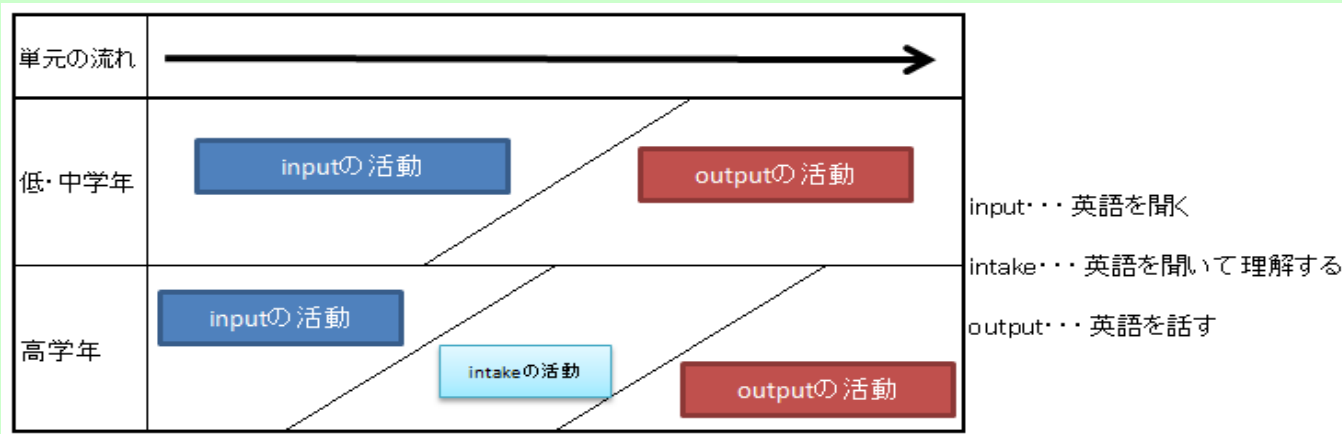 単元の流れ
低・中学年
inputの活動
outputの活動
高学年
inputの活動
intakeの活動
outputの活動
input・・・英語を聞く
intake・・・英語を聞いて理解する
output・・・英語を話す